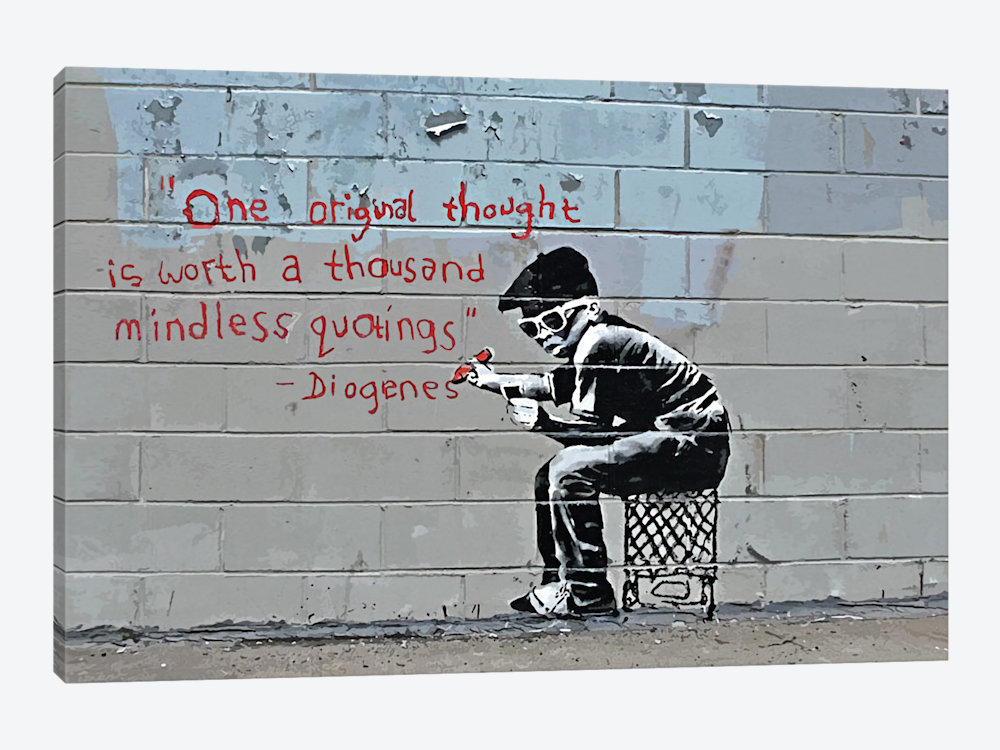 "One original thought
is worth a thousand
mindless quotings"
- Diogenes